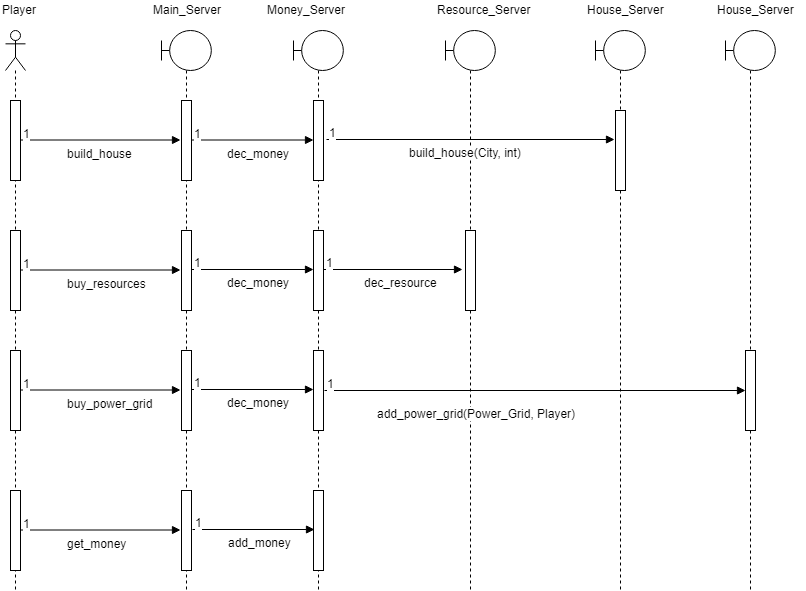 Player Main_Server Money_Server Resource_Server House_Server House_Server
1 1 1
build_house dec_money build_house(City, int)
1 1 1
buy_resources dec_money dec_resource
1 1 1
buy_power_grid dec_money add_power_grid(Power_Grid, Player)
1 1
get_money add_money